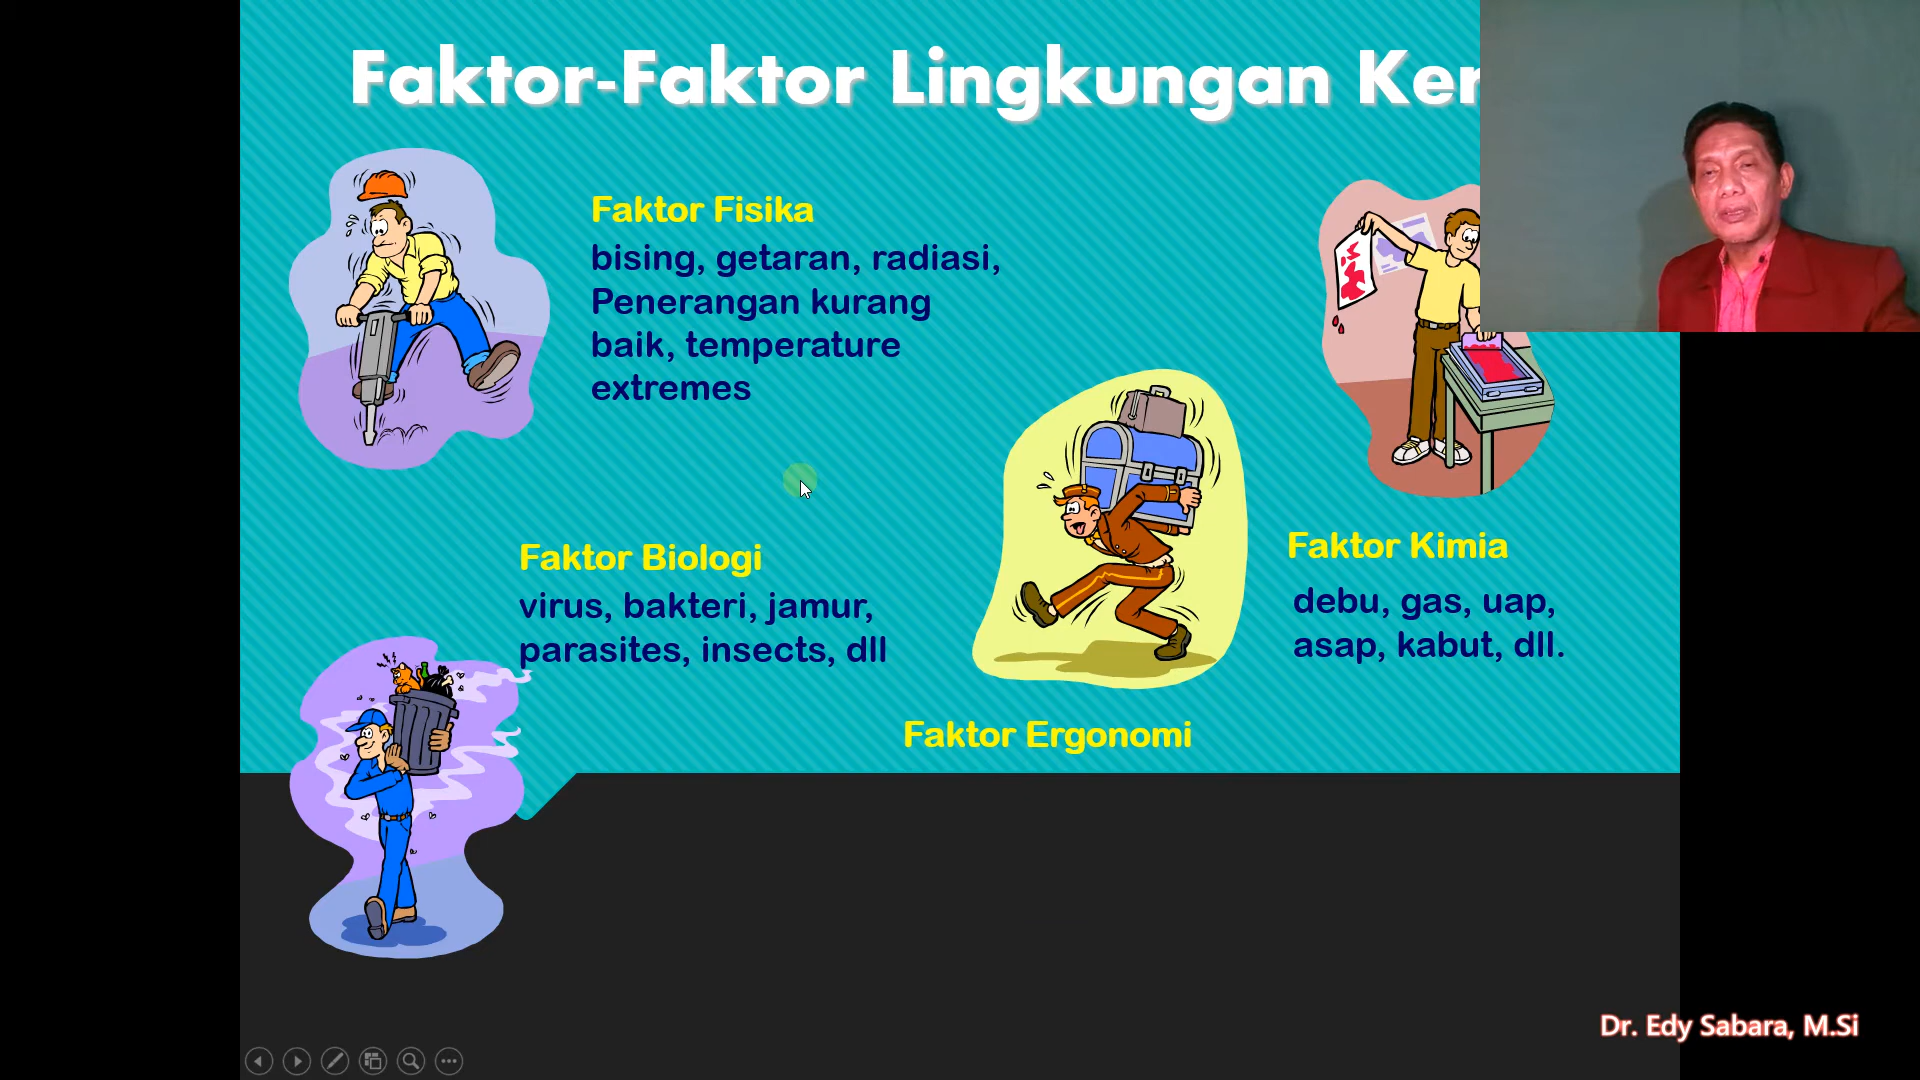 Faktor-Faktor Lingkungan Ker
Faktor Fisika
bising, getaran, radiasi,
Penerangan kurang
baik, temperature
extremes
Faktor Biologi
virus, bakteri, jamur,
parasites, insects, dll
Faktor Kimia
debu, gas, uap,
asap, kabut, dll.
Faktor Ergonomi
Dr. Edy Sabara, M.Si